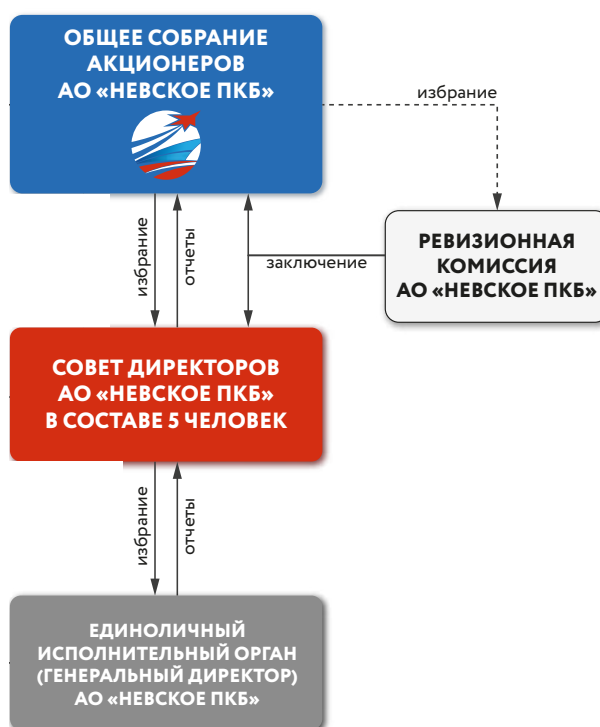 ОБЩЕЕ СОБРАНИЕ
АКЦИОНЕРОВ
АО «НЕВСКОЕ ПКБ»
избрание
РЕВИЗИОННАЯ
КОМИССИЯ
АО «НЕВСКОЕ ПКБ»
избрание
отчеты
заключение
СОВЕТ ДИРЕКТОРОВ
АО «НЕВСКОЕ ПКБ»
В СОСТАВЕ 5 ЧЕЛОВЕК
избрание
отчеты
ЕДИНОЛИЧНЫЙ
ИСПОЛНИТЕЛЬНЫЙ ОРГАН
(ГЕНЕРАЛЬНЫЙ ДИРЕКТОР)
АО «НЕВСКОЕ ПКБ»